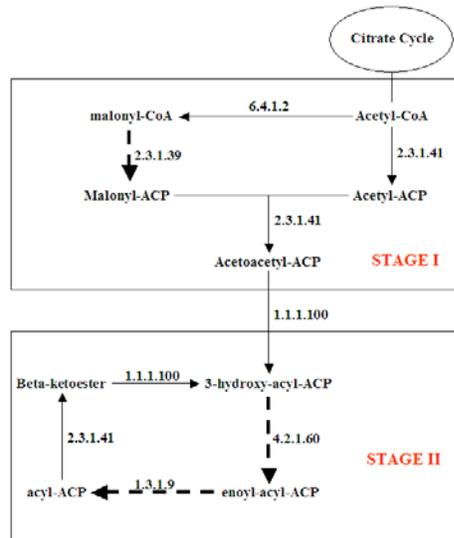 Citrate Cycle
malonyl-CoA 6.4.1.2 Acetyl-CoA
2.3.1.39 2.3.1.41
Malonyl-ACP Acetyl-ACP
2.3.1.41
Acetoacetyl-ACP STAGE I
1.1.1.100
Beta-ketoester 1.1.1.100 3-hydroxy-acyl-ACP
2.3.1.41 4.2.1.60
STAGE II
acyl-ACP 1.3.1.9 enoyl-acyl-ACP